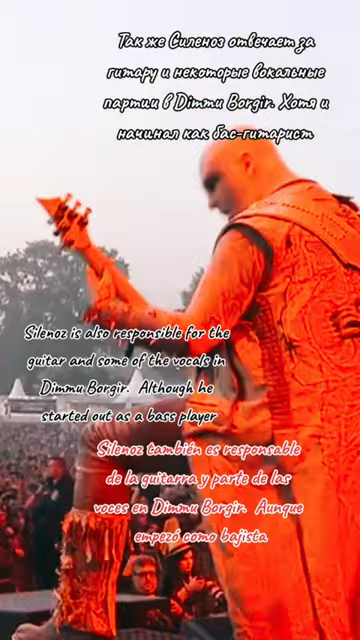 Так же Силеноз отвечает за
гитару и некоторые вокальные
партии в Dimmu Borgir. Хотя и
начинал как бас-гитарист
Silenoz is also responsible for the
guitar and some of the vocals in
Dimmu Borgir. Although he
started out as a bass player
Silenoz también es responsable
de la guitarra y parte de las
voces en Dimmu Borgir. Aunque
empezó como bajista